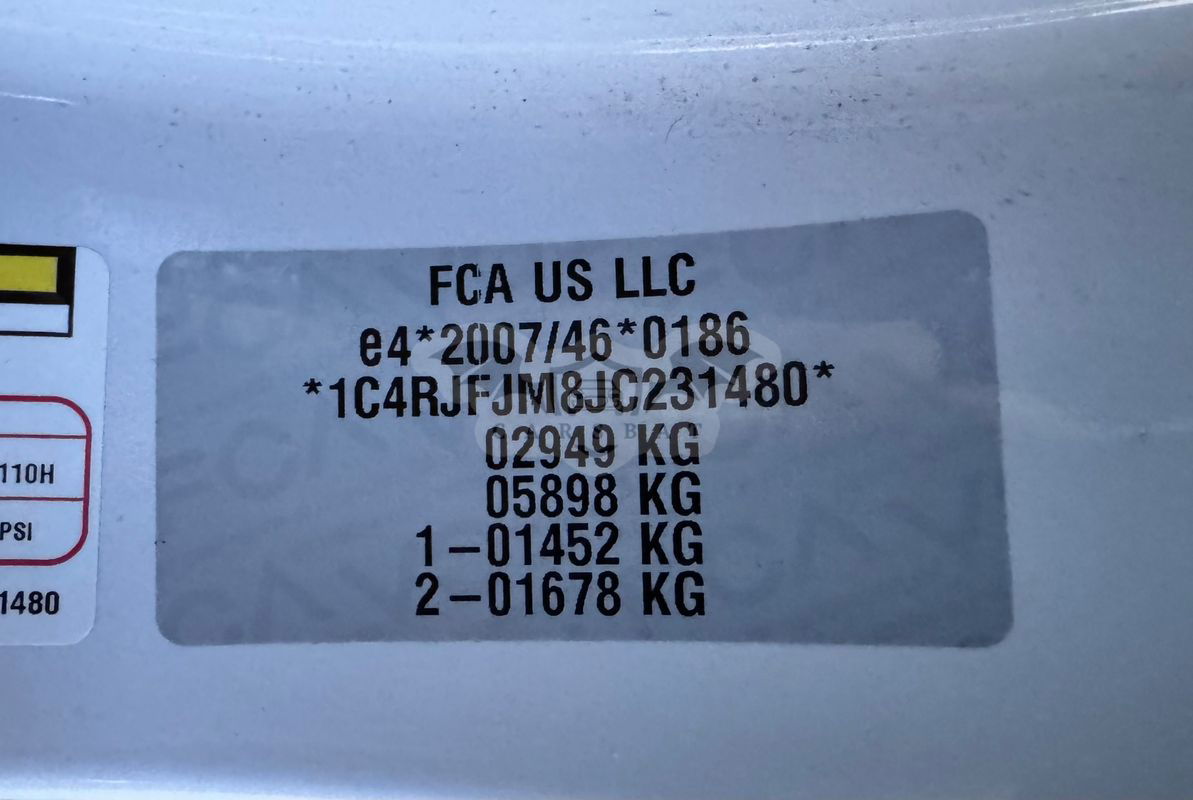 FCA US LLC
e4*2007/46*0186
*1C4RJFJM8JC231480*
CARSBAT
02949 KG
05898 KG
1-01452 KG
2-01678 KG
110H
PSI
1480